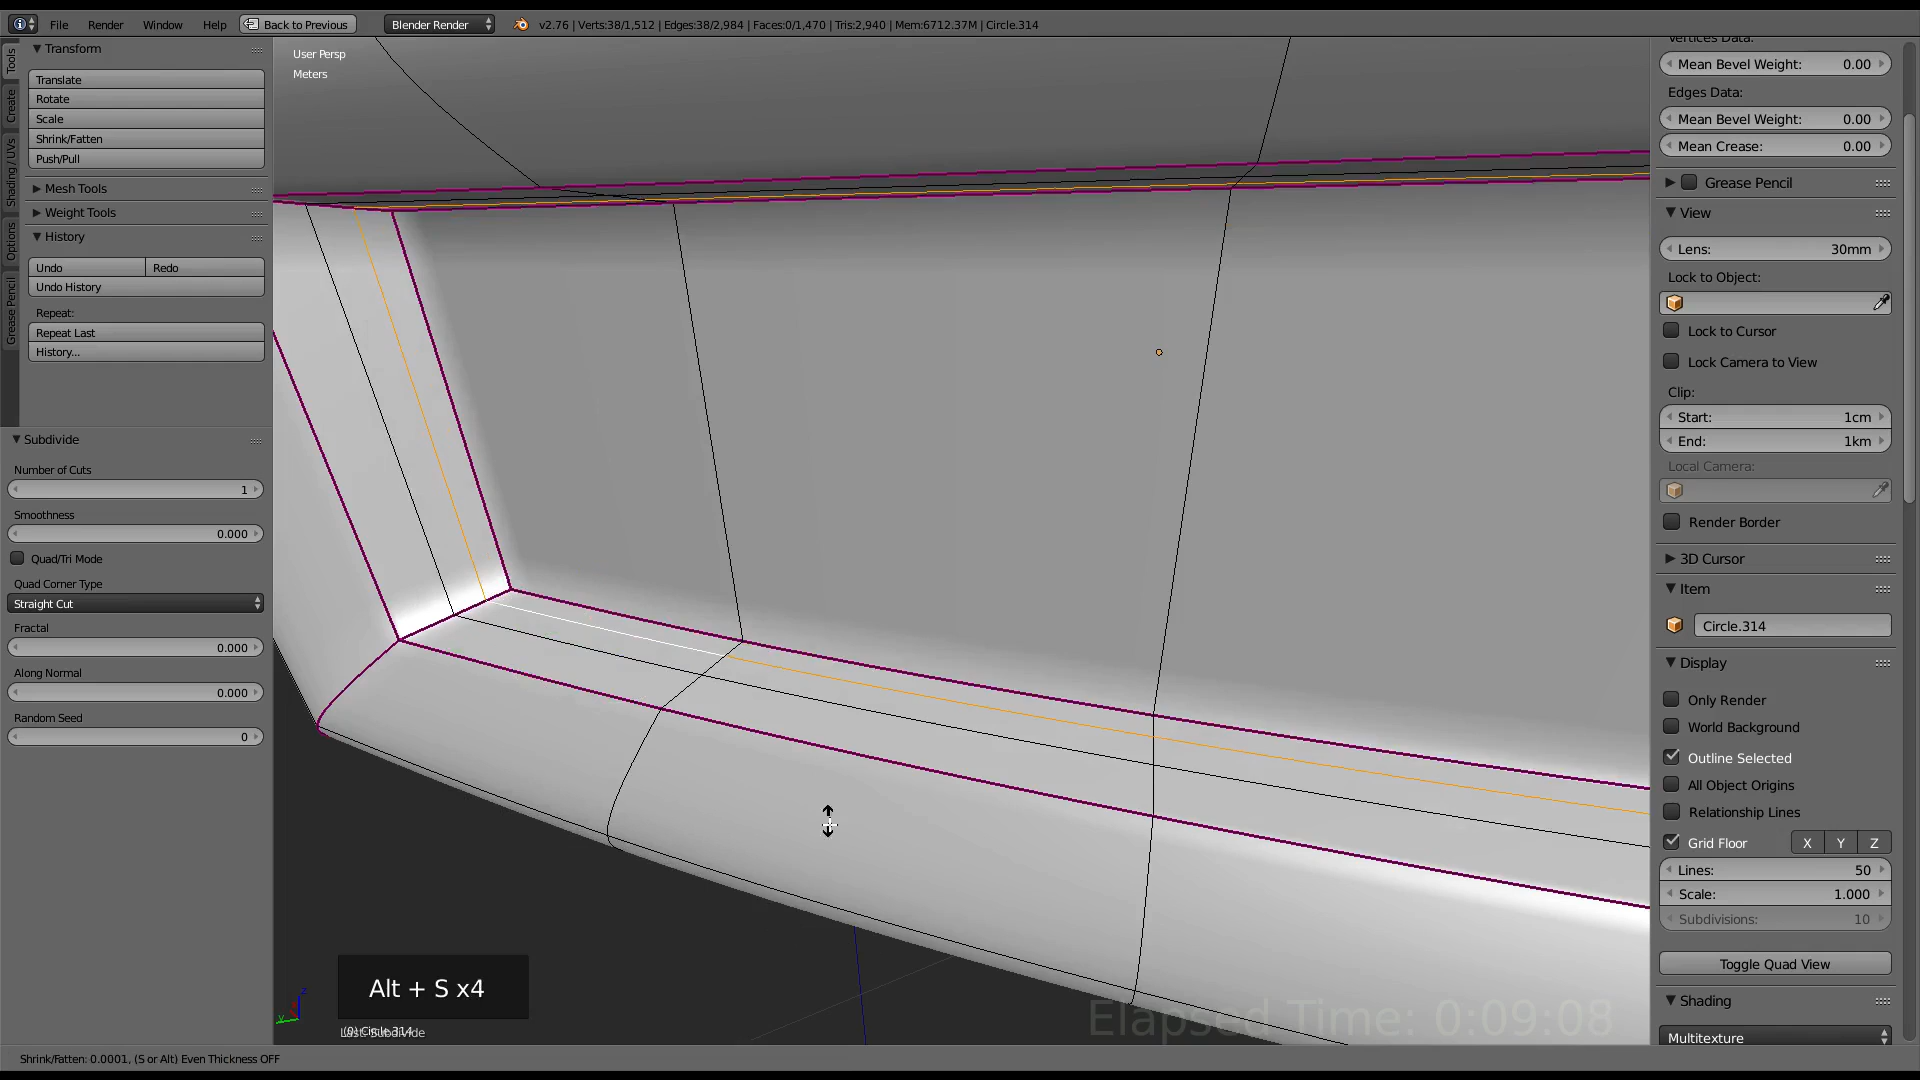 File
Render
Window
Help
Back to Previous
Blender Render
v2.76 | Verts:38/1,512 | Edges:38/2,984 | Faces:0/1,470 | Tris:2,940 | Mem:6712.37M | Circle.314
Tools
Create
Shading / UVs
Options
Grease Pencil
Transform
Translate
Rotate
Scale
Shrink/Fatten
Push/Pull
Mesh Tools
Weight Tools
History
Undo
Redo
Undo History
Repeat:
Repeat Last
History...
Subdivide
Number of Cuts
1
Smoothness
0.000
Quad/Tri Mode
Quad Corner Type
Straight Cut
Fractal
0.000
Along Normal
0.000
Random Seed
0
User Persp
Meters
Alt + S x4
(0) Circle.314
Last: Subdivide
Elapsed Time: 0:09:08
Shrink/Fatten: 0.0001, (S or Alt) Even Thickness OFF
Vertices Data:
Mean Bevel Weight: 0.00
Edges Data:
Mean Bevel Weight: 0.00
Mean Crease: 0.00
Grease Pencil
View
Lens: 30mm
Lock to Object:
Lock to Cursor
Lock Camera to View
Clip:
Start: 1cm
End: 1km
Local Camera:
Render Border
3D Cursor
Item
Circle.314
Display
Only Render
World Background
Outline Selected
All Object Origins
Relationship Lines
Grid Floor
X
Y
Z
Lines: 50
Scale: 1.000
Subdivisions: 10
Toggle Quad View
Shading
Multitexture